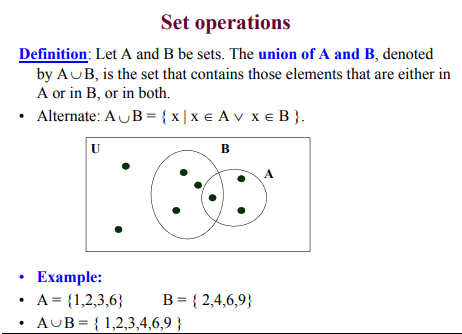 Set operations
Definition: Let A and B be sets. The union of A and B, denoted
by A ∪ B, is the set that contains those elements that are either in
A or in B, or in both.
• Alternate: A ∪ B = { x | x ∈ A ∨ x ∈ B }.
U B
A
• Example:
• A = {1,2,3,6} B = { 2,4,6,9}
• A ∪ B = { 1,2,3,4,6,9 }